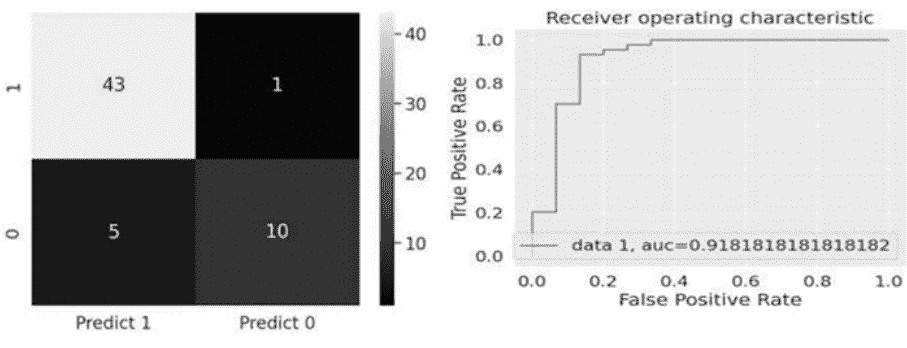 1
43
1
0
5
10
Predict 1
Predict 0
40
30
20
10
Receiver operating characteristic
True Positive Rate
1.0
0.8
0.6
0.4
0.2
0.0
data 1, auc=0.9181818181818182
0.0 0.2 0.4 0.6 0.8 1.0
False Positive Rate